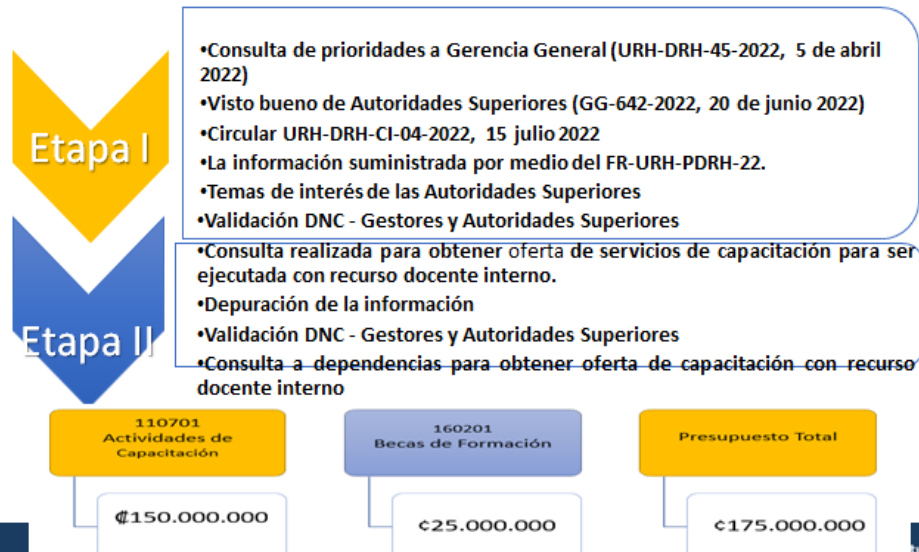 Etapa I
•Consulta de prioridades a Gerencia General (URH-DRH-45-2022, 5 de abril
2022)
•Visto bueno de Autoridades Superiores (GG-642-2022, 20 de junio 2022)
•Circular URH-DRH-CI-04-2022, 15 julio 2022
•La información suministrada por medio del FR-URH-PDRH-22.
•Temas de interés de las Autoridades Superiores
•Validación DNC - Gestores y Autoridades Superiores
Etapa II
•Consulta realizada para obtener oferta de servicios de capacitación para ser
ejecutada con recurso docente interno.
•Depuración de la información
•Validación DNC - Gestores y Autoridades Superiores
•Consulta a dependencias para obtener oferta de capacitación con recurso
docente interno
110701
Actividades de
Capacitación
₡150.000.000
160201
Becas de Formación
¢25.000.000
Presupuesto Total
¢175.000.000